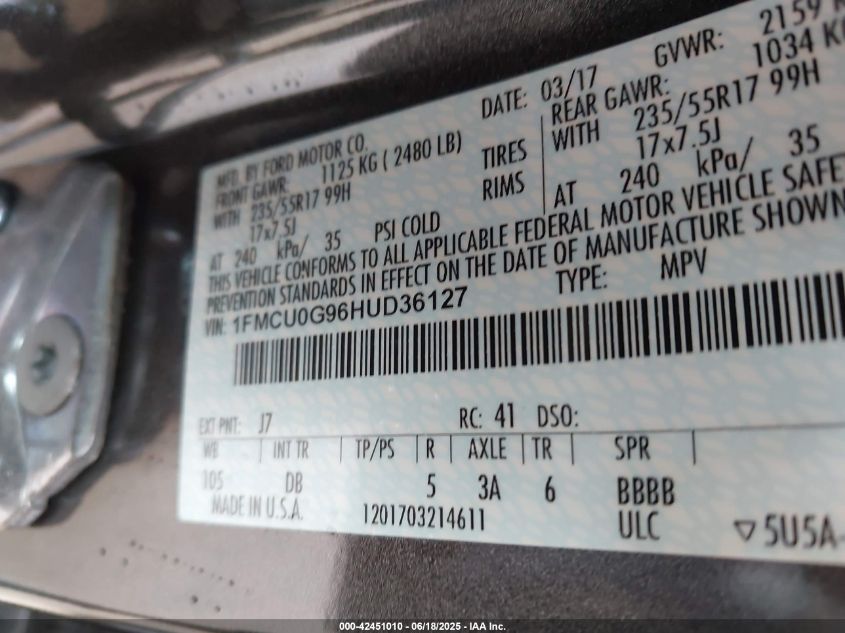 MFD. BY FORD MOTOR CO.
DATE: 03/17
GVWR: 2159
FRONT GAWR: 1125 KG ( 2480 LB)
REAR GAWR: 1034 KG
WITH 235/55R17 99H TIRES WITH 235/55R17 99H
17x7.5J RIMS 17x7.5J
AT 240 kPa/ 35 PSI COLD AT 240 kPa/ 35
THIS VEHICLE CONFORMS TO ALL APPLICABLE FEDERAL MOTOR VEHICLE SAFE
PREVENTION STANDARDS IN EFFECT ON THE DATE OF MANUFACTURE SHOWN
VIN: 1FMCU0G96HUD36127 TYPE: MPV
EXT PNT: J7 RC: 41 DSO:
WB INT TR TP/PS R AXLE TR SPR
105 DB 5 3A 6 BBBB
MADE IN U.S.A. 1201703214611 ULC ▽5U5A-
000-42451010 - 06/18/2025 - IAA Inc.